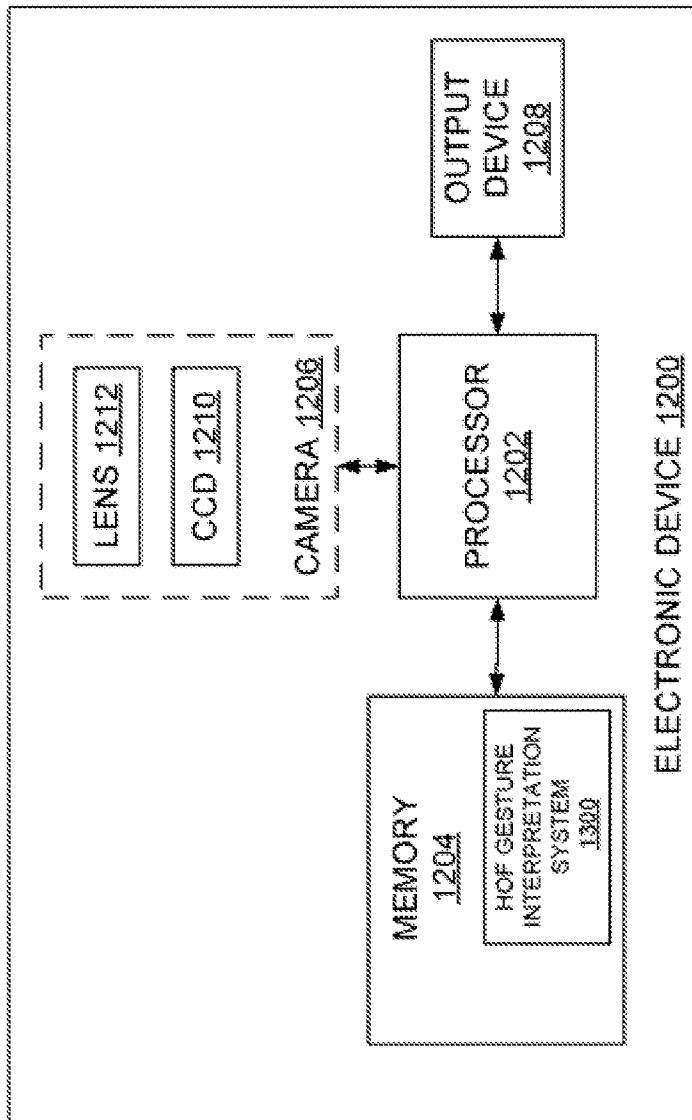 LENS 1212
CCD 1210
CAMERA 1206
MEMORY
1204
HOF GESTURE
INTERPRETATION
SYSTEM
1300
PROCESSOR
1202
OUTPUT
DEVICE
1208
ELECTRONIC DEVICE 1200